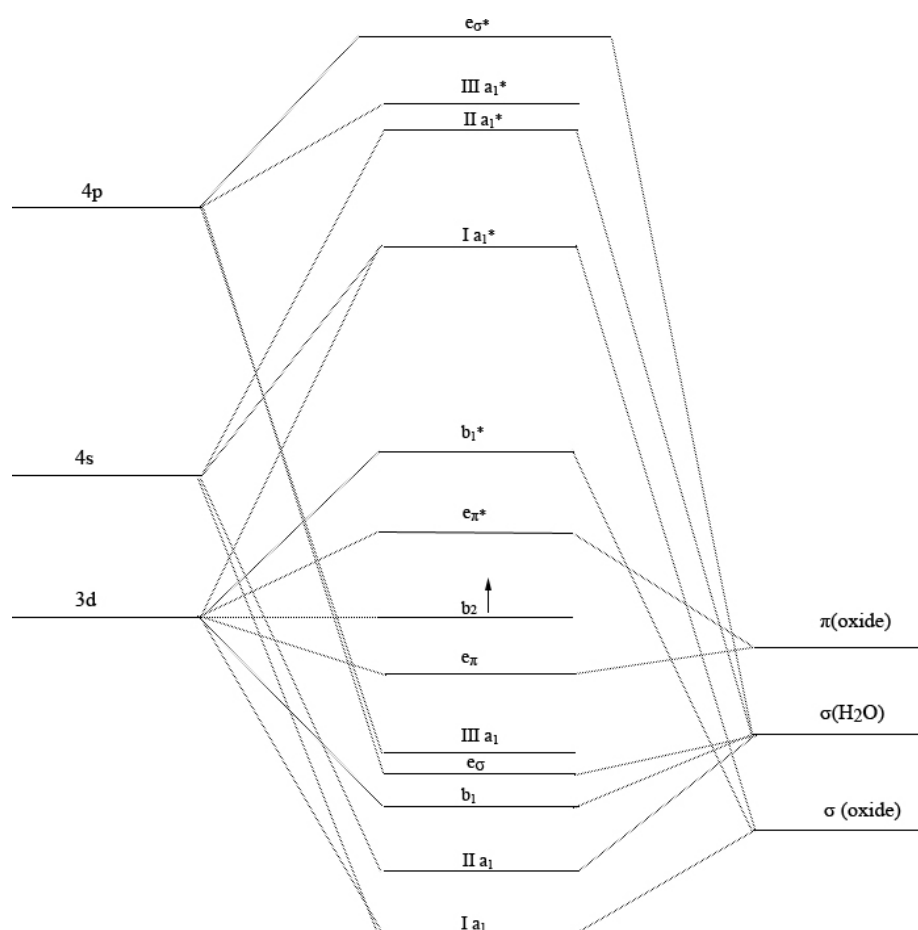 eσ*
III a₁*
II a₁*
4p
I a₁*
b₁*
4s
eπ*
3d
b₂
π(oxide)
eπ
σ(H₂O)
III a₁
eσ
b₁
σ (oxide)
II a₁
I a₁